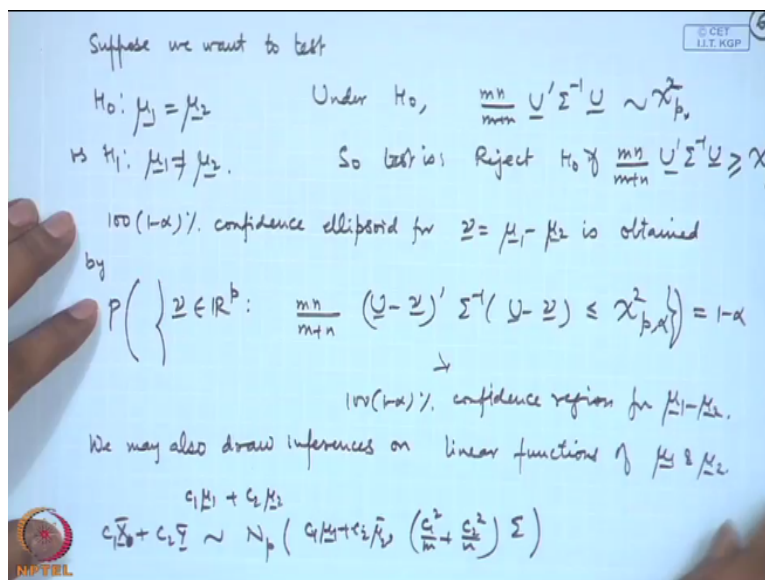 6
© CET
I.I.T. KGP
Suppose we want to test
H₀: μ₁ = μ₂ Under H₀, mn/(m+n) U' Σ⁻¹ U ~ χ²ₚ,
vs H₁: μ₁ ≠ μ₂. So test is: Reject H₀ if mn/(m+n) U' Σ⁻¹ U ≥ χ
100(1-α)% confidence ellipsoid for ν = μ₁ - μ₂ is obtained
by
P( { ν ∈ ℝᵖ : mn/(m+n) (U - ν)' Σ⁻¹ (U - ν) ≤ χ²ₚ,α } ) = 1-α
↓
100(1-α)% confidence region for μ₁-μ₂.
We may also draw inferences on linear functions of μ₁ & μ₂
c₁μ₁ + c₂μ₂
c₁X̄ + c₂Ȳ ~ Nₚ ( c₁μ₁+c₂μ₂, (c₁²/m + c₂²/n) Σ )
NPTEL